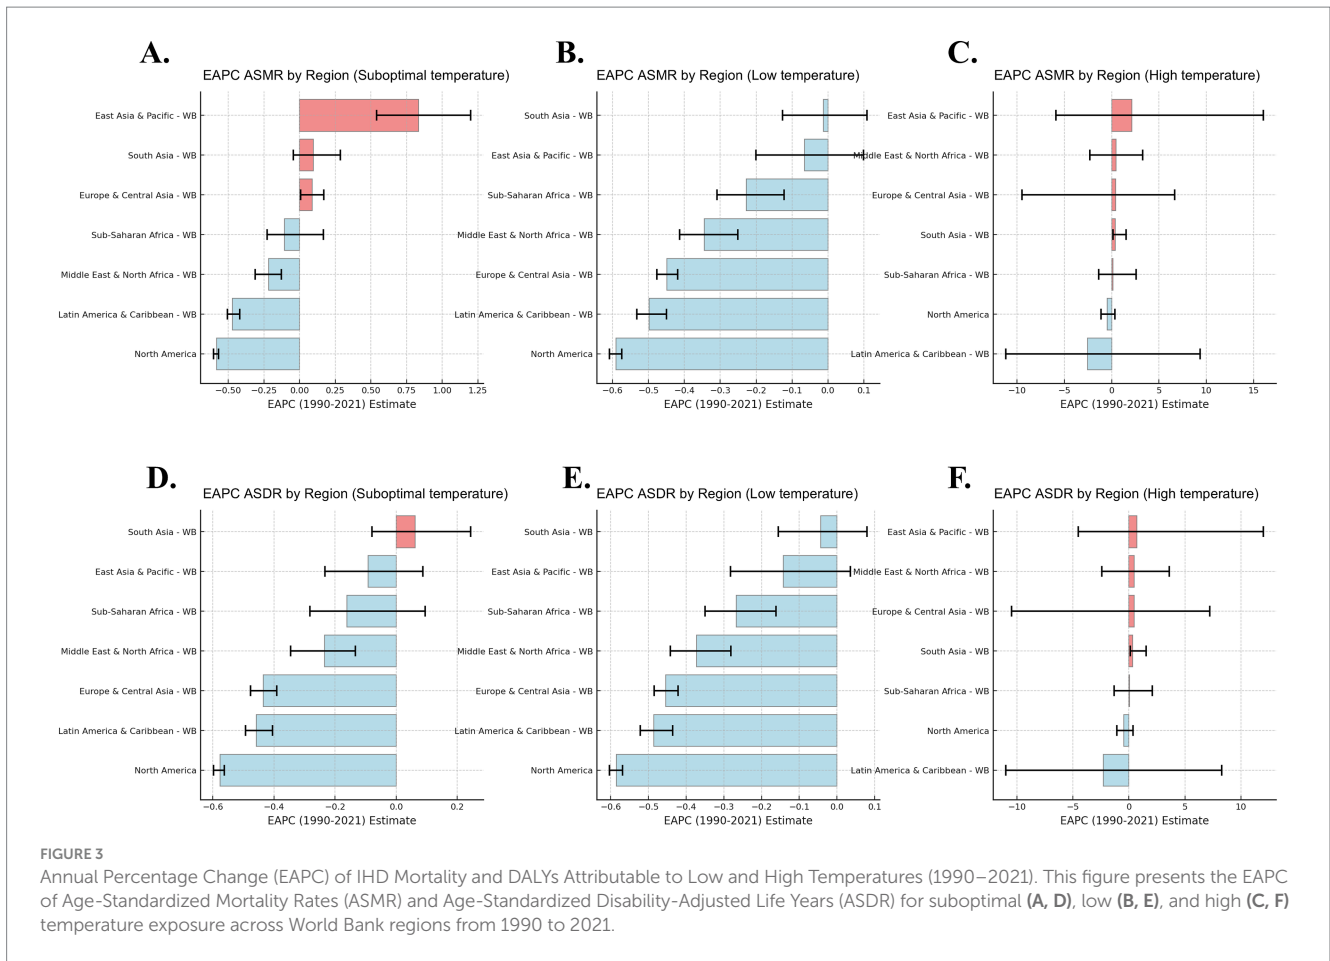 A.
EAPC ASMR by Region (Suboptimal temperature)
East Asia & Pacific - WB
South Asia - WB
Europe & Central Asia - WB
Sub-Saharan Africa - WB
Middle East & North Africa - WB
Latin America & Caribbean - WB
North America
−0.50 −0.25 0.00 0.25 0.50 0.75 1.00 1.25
EAPC (1990-2021) Estimate
B.
EAPC ASMR by Region (Low temperature)
South Asia - WB
East Asia & Pacific - WB
Sub-Saharan Africa - WB
Middle East & North Africa - WB
Europe & Central Asia - WB
Latin America & Caribbean - WB
North America
−0.6 −0.5 −0.4 −0.3 −0.2 −0.1 0.0 0.1
EAPC (1990-2021) Estimate
C.
EAPC ASMR by Region (High temperature)
East Asia & Pacific - WB
Middle East & North Africa - WB
Europe & Central Asia - WB
South Asia - WB
Sub-Saharan Africa - WB
North America
Latin America & Caribbean - WB
−10 −5 0 5 10 15
EAPC (1990-2021) Estimate
D.
EAPC ASDR by Region (Suboptimal temperature)
South Asia - WB
East Asia & Pacific - WB
Sub-Saharan Africa - WB
Middle East & North Africa - WB
Europe & Central Asia - WB
Latin America & Caribbean - WB
North America
−0.6 −0.4 −0.2 0.0 0.2
EAPC (1990-2021) Estimate
E.
EAPC ASDR by Region (Low temperature)
South Asia - WB
East Asia & Pacific - WB
Sub-Saharan Africa - WB
Middle East & North Africa - WB
Europe & Central Asia - WB
Latin America & Caribbean - WB
North America
−0.6 −0.5 −0.4 −0.3 −0.2 −0.1 0.0 0.1
EAPC (1990-2021) Estimate
F.
EAPC ASDR by Region (High temperature)
East Asia & Pacific - WB
Middle East & North Africa - WB
Europe & Central Asia - WB
South Asia - WB
Sub-Saharan Africa - WB
North America
Latin America & Caribbean - WB
−10 −5 0 5 10
EAPC (1990-2021) Estimate
FIGURE 3
Annual Percentage Change (EAPC) of IHD Mortality and DALYs Attributable to Low and High Temperatures (1990–2021). This figure presents the EAPC
of Age-Standardized Mortality Rates (ASMR) and Age-Standardized Disability-Adjusted Life Years (ASDR) for suboptimal (A, D), low (B, E), and high (C, F)
temperature exposure across World Bank regions from 1990 to 2021.